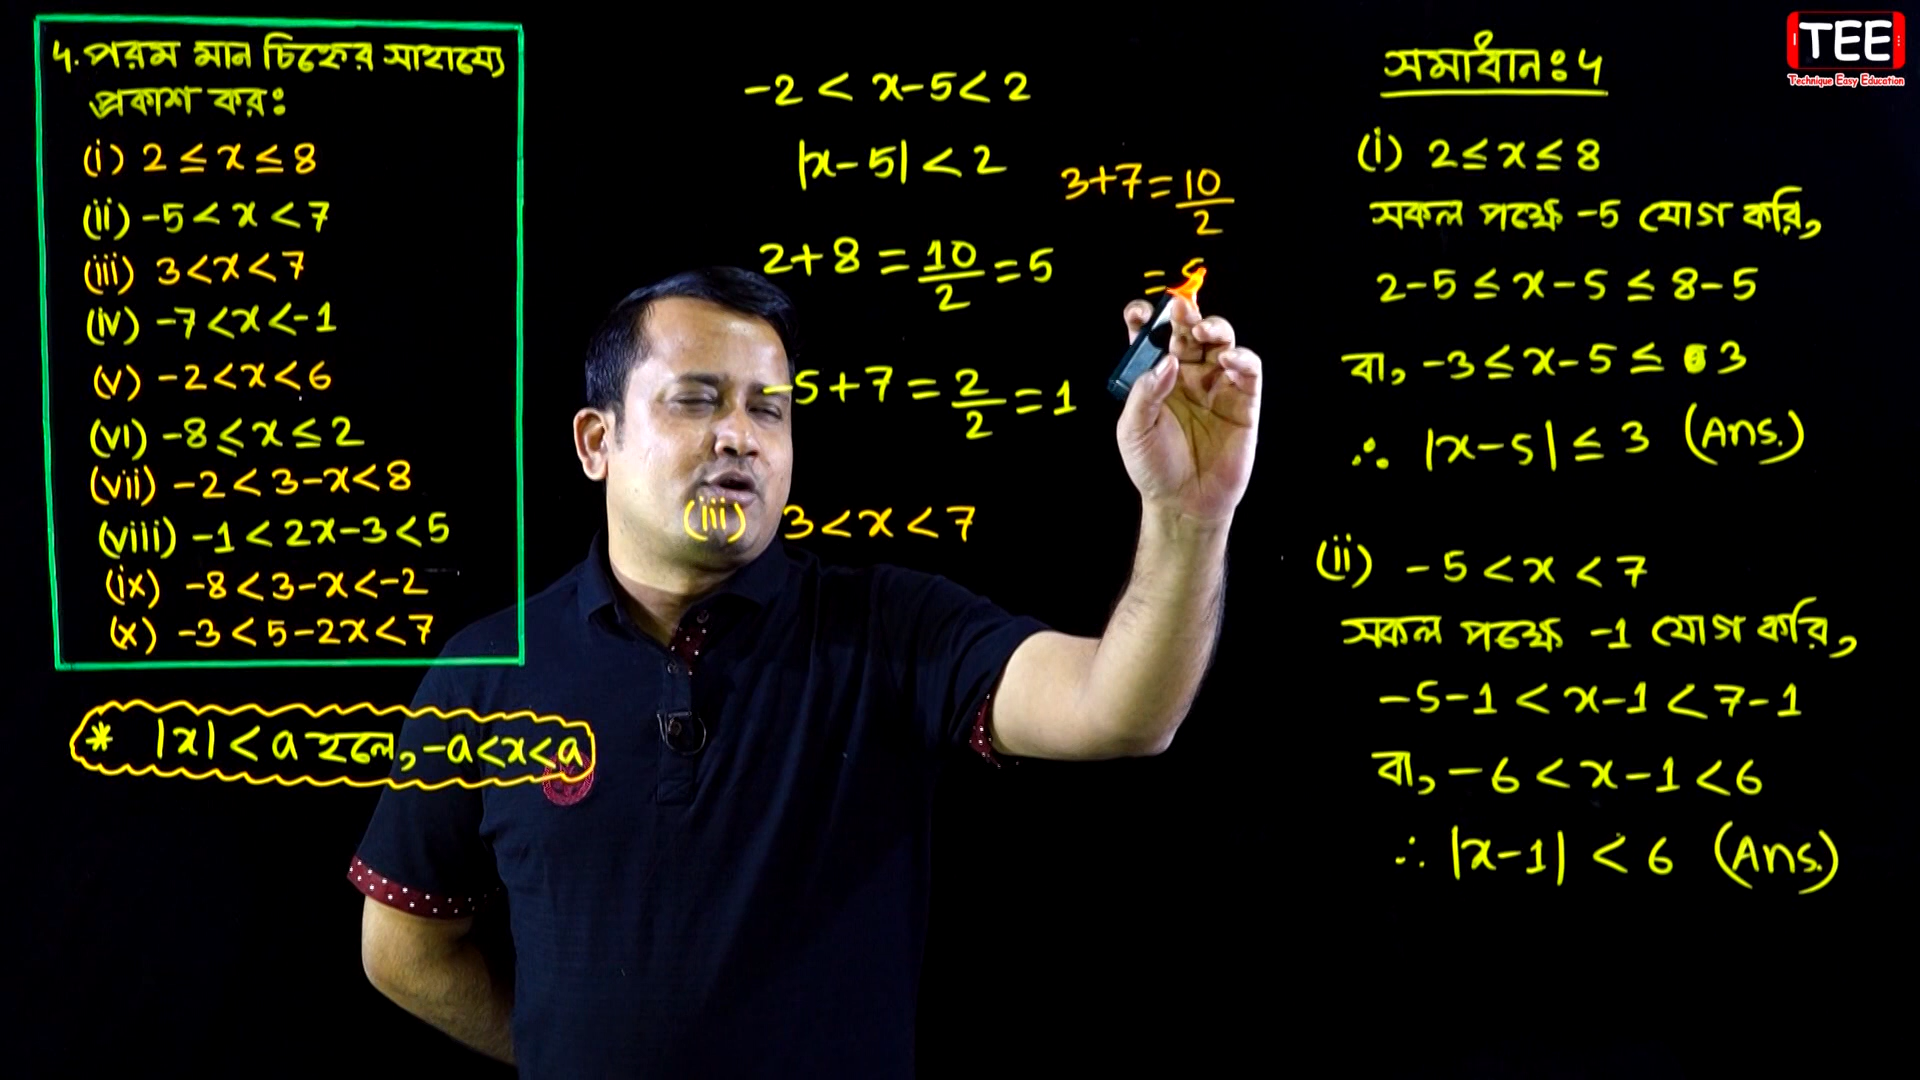 ৭. পরম মান চিহ্নের সাহায্যে
প্রকাশ কর:
(i) 2 ≤ x ≤ 8
(ii) -5 < x < 7
(iii) 3 < x < 7
(iv) -7 < x < -1
(v) -2 < x < 6
(vi) -8 ≤ x ≤ 2
(vii) -2 < 3-x < 8
(viii) -1 < 2x-3 < 5
(ix) -8 < 3-x < -2
(x) -3 < 5-2x < 7
* |x| < a হলে, -a < x < a
-2 < x-5 < 2
|x-5| < 2
2+8 = 10/2 = 5
-5+7 = 2/2 = 1
(iii) 3 < x < 7
3+7 = 10/2
=
সমাধান: ৭
(i) 2 ≤ x ≤ 8
সকল পক্ষে -5 যোগ করি,
2-5 ≤ x-5 ≤ 8-5
বা, -3 ≤ x-5 ≤ 3
∴ |x-5| ≤ 3 (Ans.)
(ii) -5 < x < 7
সকল পক্ষে -1 যোগ করি,
-5-1 < x-1 < 7-1
বা, -6 < x-1 < 6
∴ |x-1| < 6 (Ans.)
TEE
Technique Easy Education